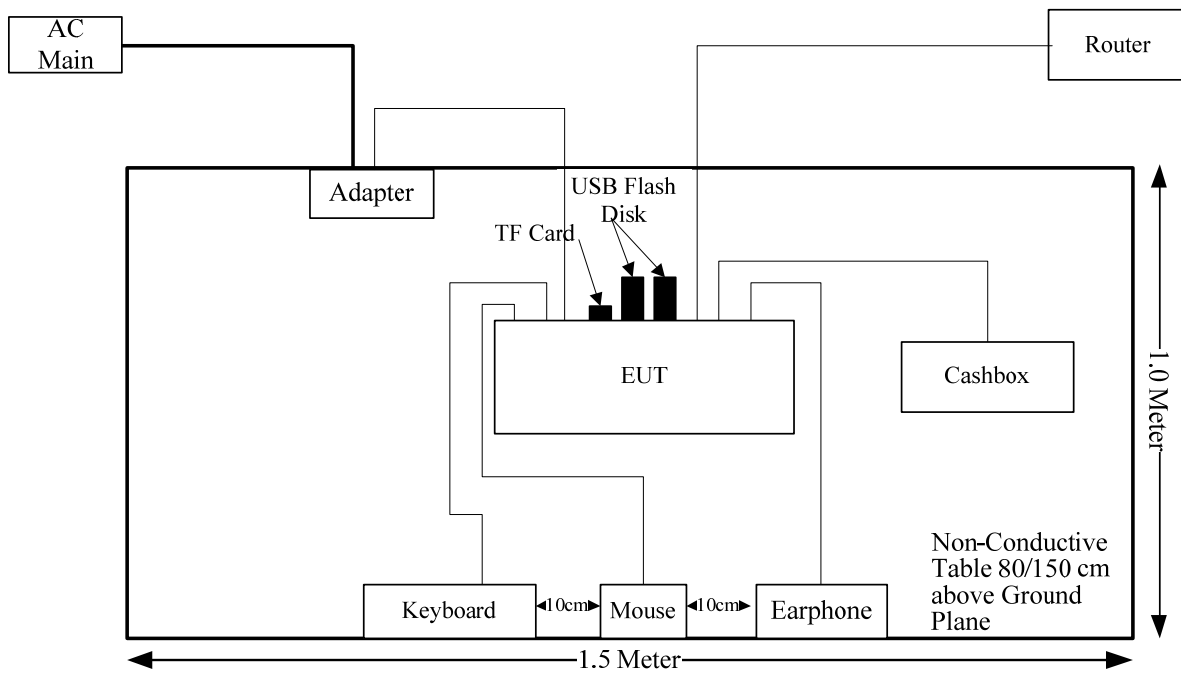 AC
Main
Router
Adapter
USB Flash
Disk
TF Card
EUT
Cashbox
1.0 Meter
Non-Conductive
Table 80/150 cm
above Ground
Plane
Keyboard
10cm
Mouse
10cm
Earphone
1.5 Meter